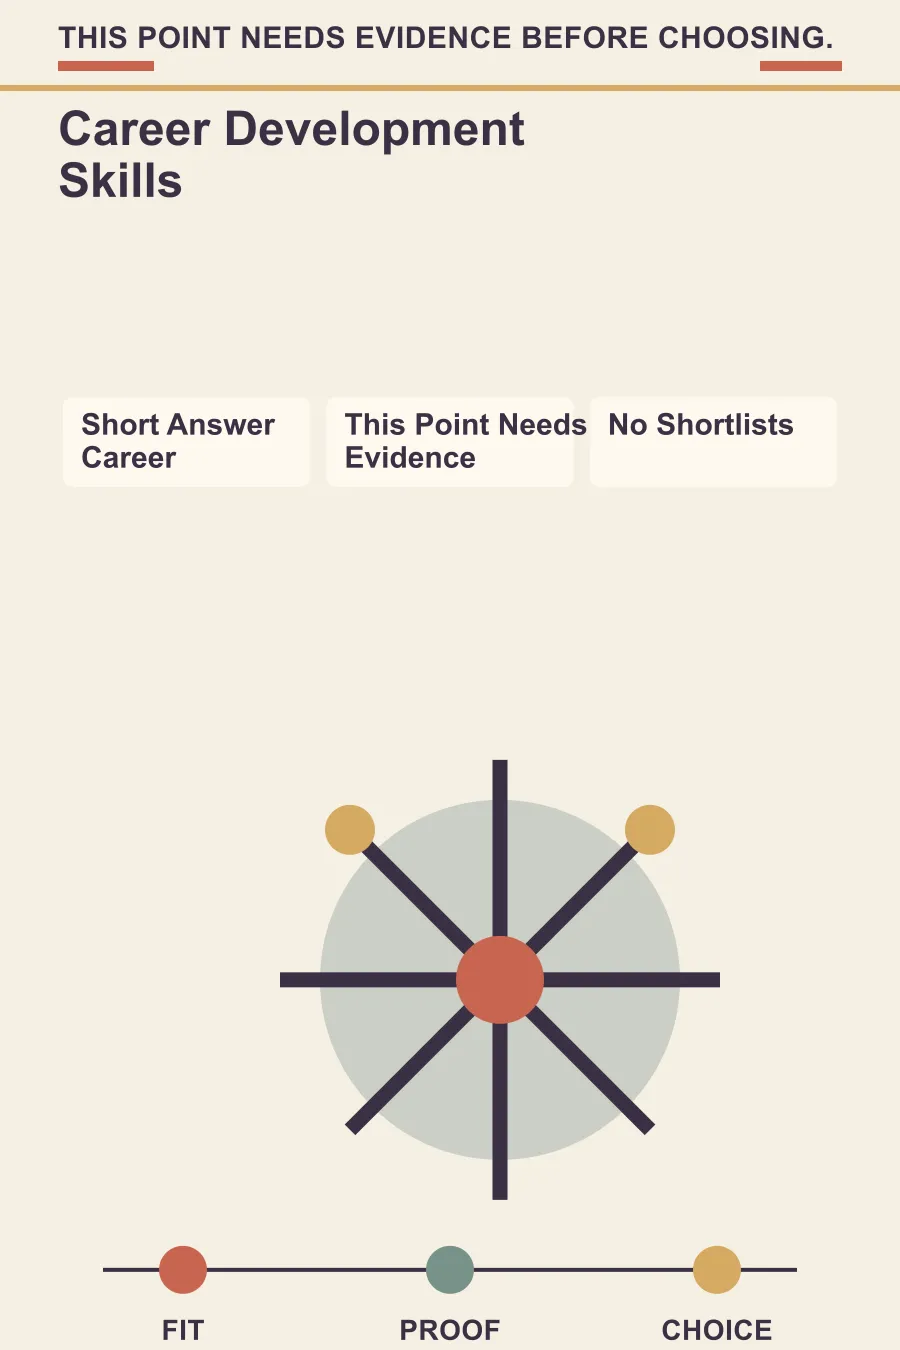 THIS POINT NEEDS EVIDENCE BEFORE CHOOSING.
Career Development
Skills
Short Answer
Career
This Point Needs
Evidence
No Shortlists
FIT
PROOF
CHOICE